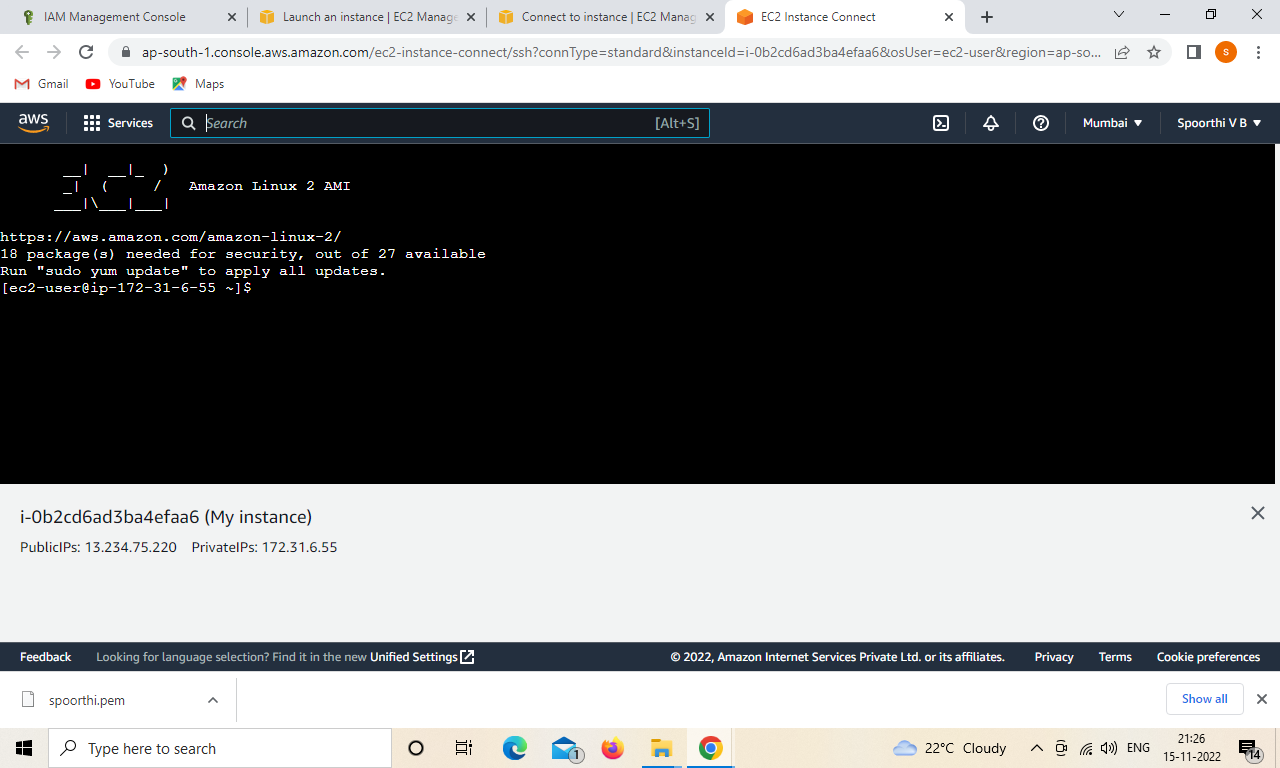 IAM Management Console
Launch an instance | EC2 Manage
Connect to instance | EC2 Manag
EC2 Instance Connect
ap-south-1.console.aws.amazon.com/ec2-instance-connect/ssh?connType=standard&instanceId=i-0b2cd6ad3ba4efaa6&osUser=ec2-user&region=ap-so...
S
Gmail YouTube Maps
aws Services Search [Alt+S] Mumbai Spoorthi V B
__| __|_ )
_| ( / Amazon Linux 2 AMI
___|\___|___|
https://aws.amazon.com/amazon-linux-2/
18 package(s) needed for security, out of 27 available
Run "sudo yum update" to apply all updates.
[ec2-user@ip-172-31-6-55 ~]$
i-0b2cd6ad3ba4efaa6 (My instance)
PublicIPs: 13.234.75.220 PrivateIPs: 172.31.6.55
Feedback Looking for language selection? Find it in the new Unified Settings © 2022, Amazon Internet Services Private Ltd. or its affiliates. Privacy Terms Cookie preferences
spoorthi.pem Show all
Type here to search 1 22°C Cloudy ENG 21:26
15-11-2022 14